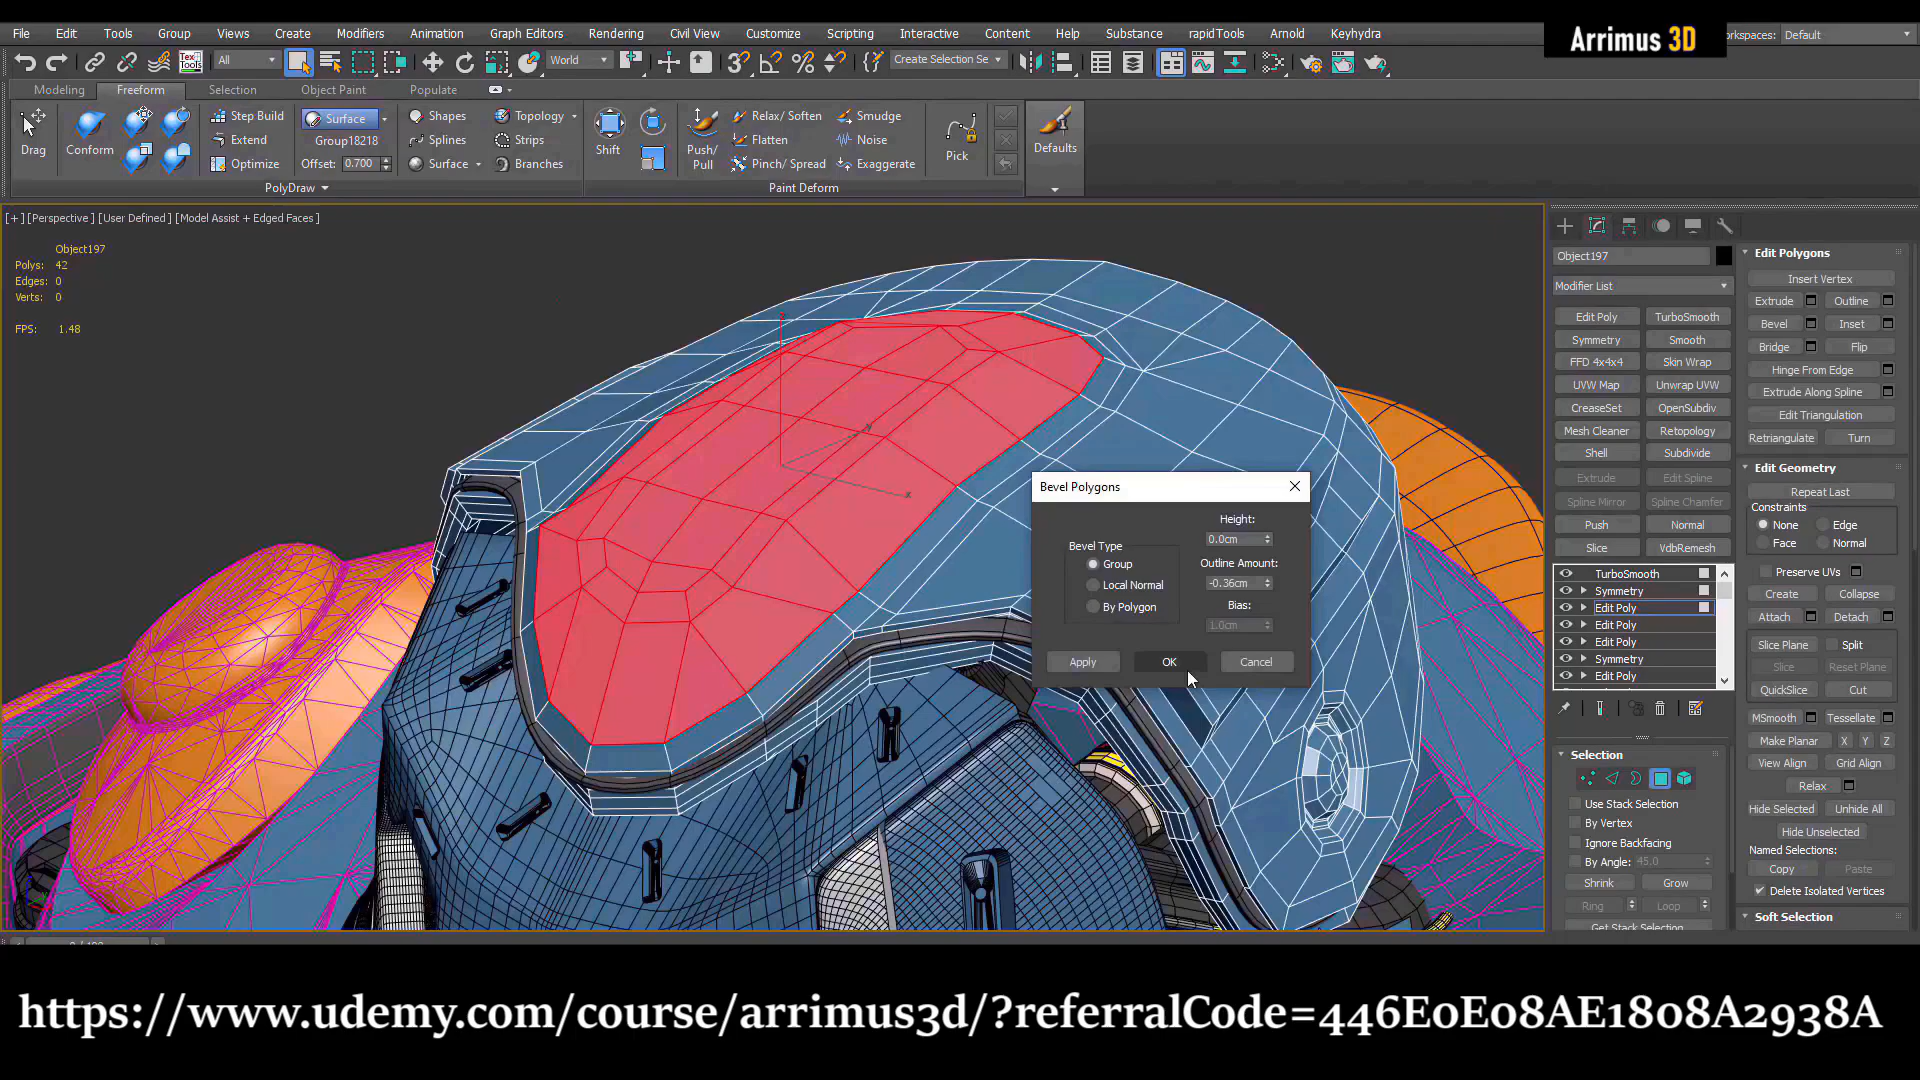 File Edit Tools Group Views Create Modifiers Animation Graph Editors Rendering Civil View Customize Scripting Interactive Content Help Substance rapidTools Arnold Keyhydra
Arrimus 3D
Default
All
World
Create Selection Se
Modeling Freeform Selection Object Paint Populate
Drag
Conform
Step Build
Extend
Optimize
Surface
Group18218
Offset: 0.700
Shapes
Splines
Surface
Topology
Strips
Branches
Shift
Push/
Pull
Relax/ Soften
Flatten
Pinch/ Spread
Smudge
Noise
Exaggerate
Pick
Defaults
PolyDraw
Paint Deform
[+] [Perspective ] [User Defined ] [Model Assist + Edged Faces ]
Object197
Polys: 42
Edges: 0
Verts: 0
FPS: 1.48
Bevel Polygons
Bevel Type
Group
Local Normal
By Polygon
Height:
0.0cm
Outline Amount:
-0.36cm
Bias:
1.0cm
Apply OK Cancel
Object197
Modifier List
Edit Poly TurboSmooth
Symmetry Smooth
FFD 4x4x4 Skin Wrap
UVW Map Unwrap UVW
CreaseSet OpenSubdiv
Mesh Cleaner Retopology
Shell Subdivide
Extrude Edit Spline
Spline Mirror Spline Chamfer
Push Normal
Slice VdbRemesh
TurboSmooth
Symmetry
Edit Poly
Edit Poly
Edit Poly
Symmetry
Edit Poly
Selection
Use Stack Selection
By Vertex
Ignore Backfacing
By Angle: 45.0
Shrink Grow
Ring Loop
Get Stack Selection
Edit Polygons
Insert Vertex
Extrude Outline
Bevel Inset
Bridge Flip
Hinge From Edge
Extrude Along Spline
Edit Triangulation
Retriangulate Turn
Edit Geometry
Repeat Last
Constraints
None Edge
Face Normal
Preserve UVs
Create Collapse
Attach Detach
Slice Plane Split
Slice Reset Plane
QuickSlice Cut
MSmooth Tessellate
Make Planar X Y Z
View Align Grid Align
Relax
Hide Selected Unhide All
Hide Unselected
Named Selections:
Copy Paste
Delete Isolated Vertices
Soft Selection
https://www.udemy.com/course/arrimus3d/?referralCode=446E0E08AE1808A2938A